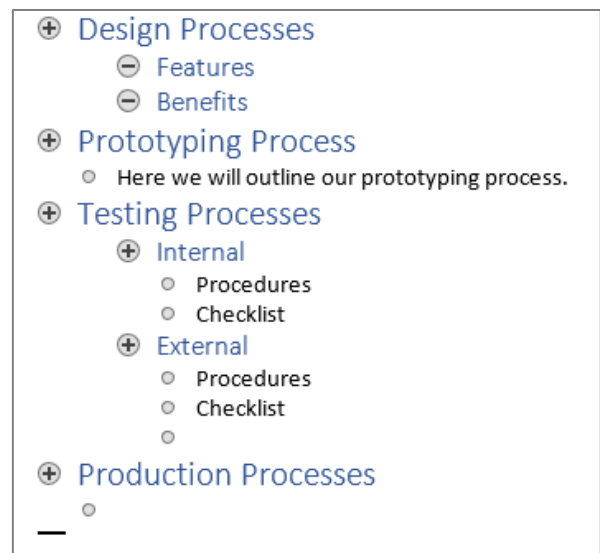 Design Processes
Features
Benefits
Prototyping Process
Here we will outline our prototyping process.
Testing Processes
Internal
Procedures
Checklist
External
Procedures
Checklist
Production Processes